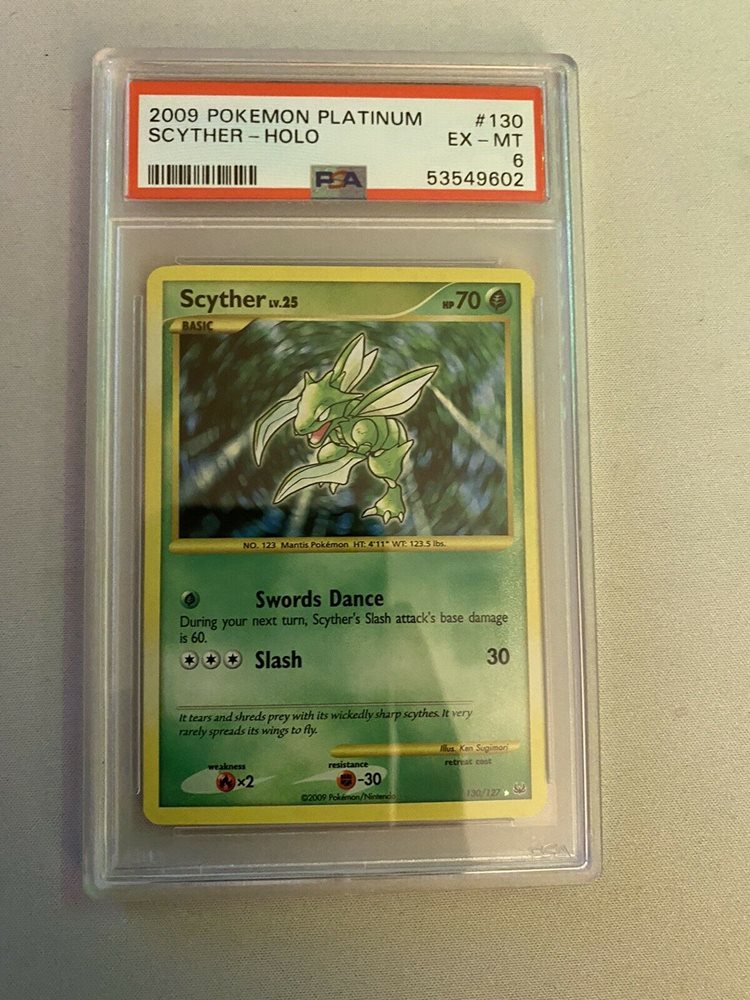 2009 POKEMON PLATINUM #130
SCYTHER - HOLO EX - MT
6
PSA 53549602
Scyther LV.25 HP 70
BASIC
NO. 123 Mantis Pokémon HT: 4'11" WT: 123.5 lbs.
Swords Dance
During your next turn, Scyther's Slash attack's base damage
is 60.
Slash 30
It tears and shreds prey with its wickedly sharp scythes. It very
rarely spreads its wings to fly.
Illus. Ken Sugimori
weakness resistance retreat cost
×2 -30
©2009 Pokémon/Nintendo 130/127
PSA